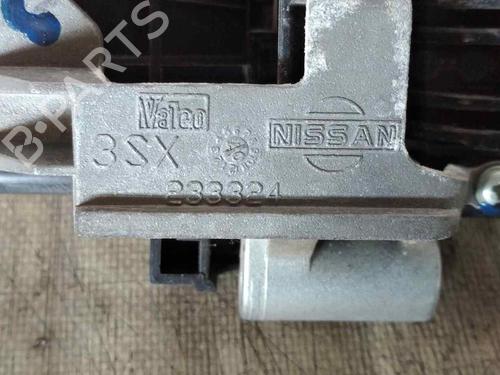 Valeo
NISSAN
3SX
233324
B-PARTS